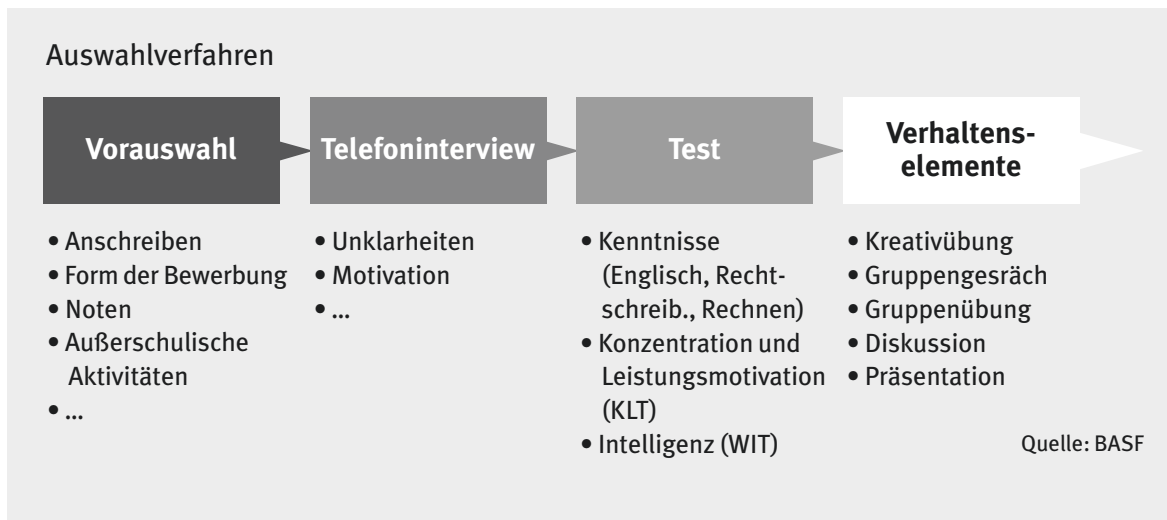 Auswahlverfahren
Vorauswahl
• Anschreiben
• Form der Bewerbung
• Noten
• Außerschulische
Aktivitäten
• ...
Telefoninterview
• Unklarheiten
• Motivation
• ...
Test
• Kenntnisse
(Englisch, Recht-
schreib., Rechnen)
• Konzentration und
Leistungsmotivation
(KLT)
• Intelligenz (WIT)
Verhaltens-
elemente
• Kreativübung
• Gruppengesräch
• Gruppenübung
• Diskussion
• Präsentation
Quelle: BASF